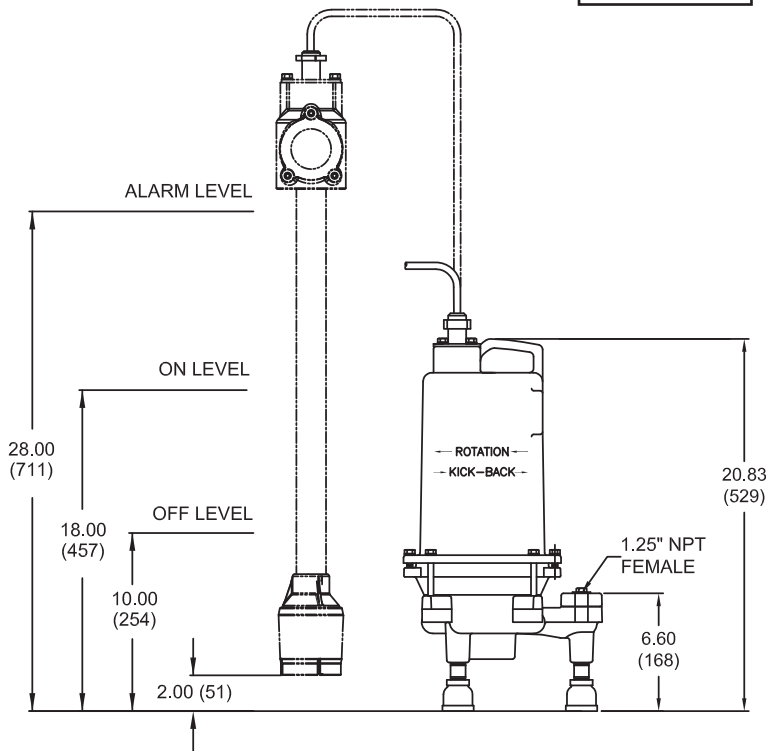 ALARM LEVEL
ON LEVEL
28.00
(711)
ROTATION
KICK-BACK
20.83
(529)
18.00
(457)
OFF LEVEL
1.25" NPT
FEMALE
10.00
(254)
6.60
(168)
2.00 (51)